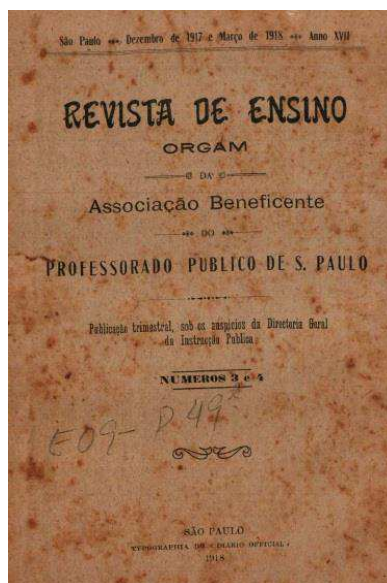 São Paulo Dezembro de 1917 e Março de 1918 Anno XVII
REVISTA DE ENSINO
ORGAM
DA
Associação Beneficente
DO
PROFESSORADO PUBLICO DE S. PAULO
Publicação trimestral, sob os auspicios da Directoria Geral
da Instrucção Publica
NUMEROS 3 e 4
E09- P 49
SÃO PAULO
TYPOGRAPHIA DO «DIARIO OFFICIAL»
1918